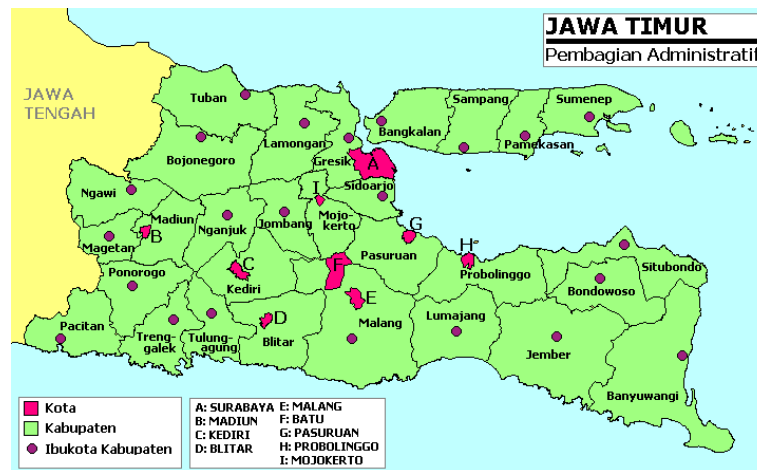 JAWA TIMUR
Pembagian Administratif
JAWA
TENGAH
Tuban
Lamongan
Bojonegoro
Gresik
A
Bangkalan
Sampang
Pamekasan
Sumenep
Sidoarjo
I
Ngawi
Madiun
B
Magetan
Nganjuk
Jombang
Mojo-
kerto
G
Pasuruan
H
Probolinggo
Situbondo
Bondowoso
Ponorogo
C
Kediri
F
E
Malang
Lumajang
Jember
Banyuwangi
Pacitan
Treng-
galek
Tulung-
agung
D
Blitar
Kota
Kabupaten
Ibukota Kabupaten
A: SURABAYA
B: MADIUN
C: KEDIRI
D: BLITAR
E: MALANG
F: BATU
G: PASURUAN
H: PROBOLINGGO
I: MOJOKERTO